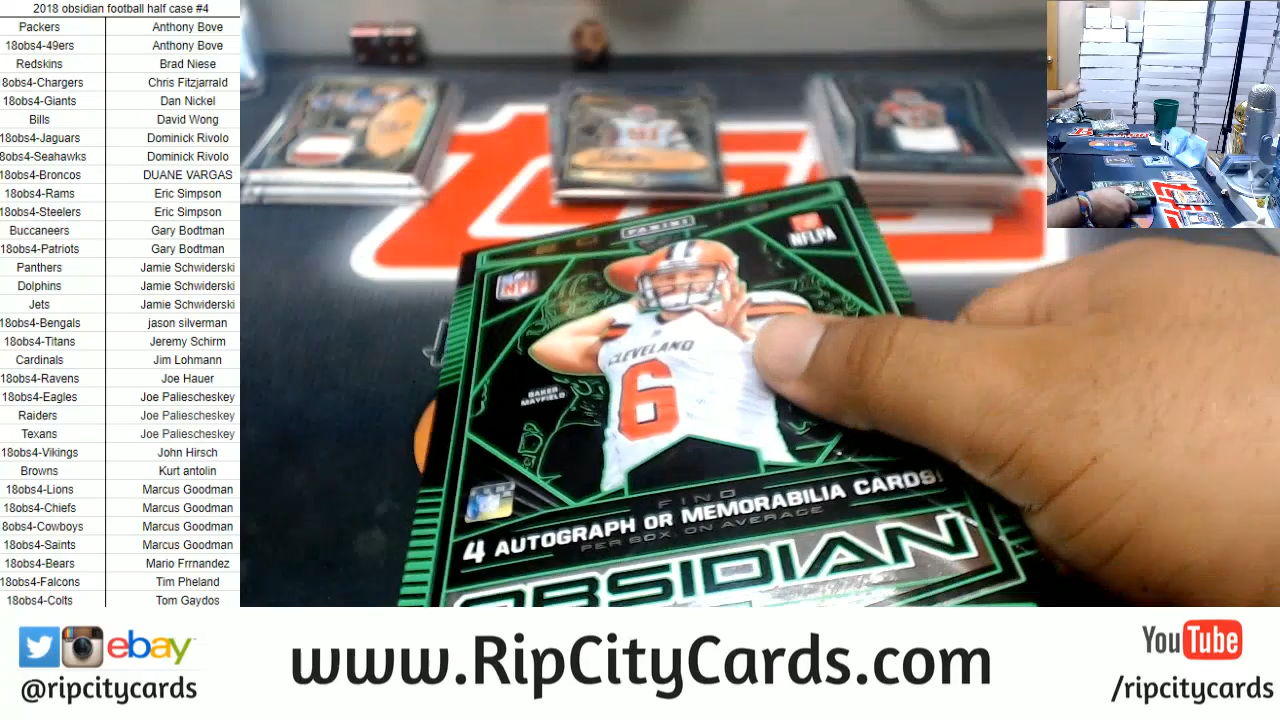 2018 obsidian football half case #4
Packers Anthony Bove
18obs4-49ers Anthony Bove
Redskins Brad Niese
8obs4-Chargers Chris Fitzjarrald
18obs4-Giants Dan Nickel
Bills David Wong
18obs4-Jaguars Dominick Rivolo
8obs4-Seahawks Dominick Rivolo
18obs4-Broncos DUANE VARGAS
18obs4-Rams Eric Simpson
18obs4-Steelers Eric Simpson
Buccaneers Gary Bodtman
18obs4-Patriots Gary Bodtman
Panthers Jamie Schwiderski
Dolphins Jamie Schwiderski
Jets Jamie Schwiderski
18obs4-Bengals jason silverman
18obs4-Titans Jeremy Schirm
Cardinals Jim Lohmann
18obs4-Ravens Joe Hauer
18obs4-Eagles Joe Paliescheskey
Raiders Joe Paliescheskey
Texans Joe Paliescheskey
18obs4-Vikings John Hirsch
Browns Kurt antolin
18obs4-Lions Marcus Goodman
18obs4-Chiefs Marcus Goodman
8obs4-Cowboys Marcus Goodman
18obs4-Saints Marcus Goodman
18obs4-Bears Mario Frrnandez
18obs4-Falcons Tim Pheland
18obs4-Colts Tom Gaydos
PANINI
NFL
NFLPA
CLEVELAND
6
BAKER
MAYFIELD
FIND
4 AUTOGRAPH OR MEMORABILIA CARDS!
PER BOX, ON AVERAGE
OBSIDIAN
ebay
@ripcitycards
www.RipCityCards.com
YouTube
/ripcitycards